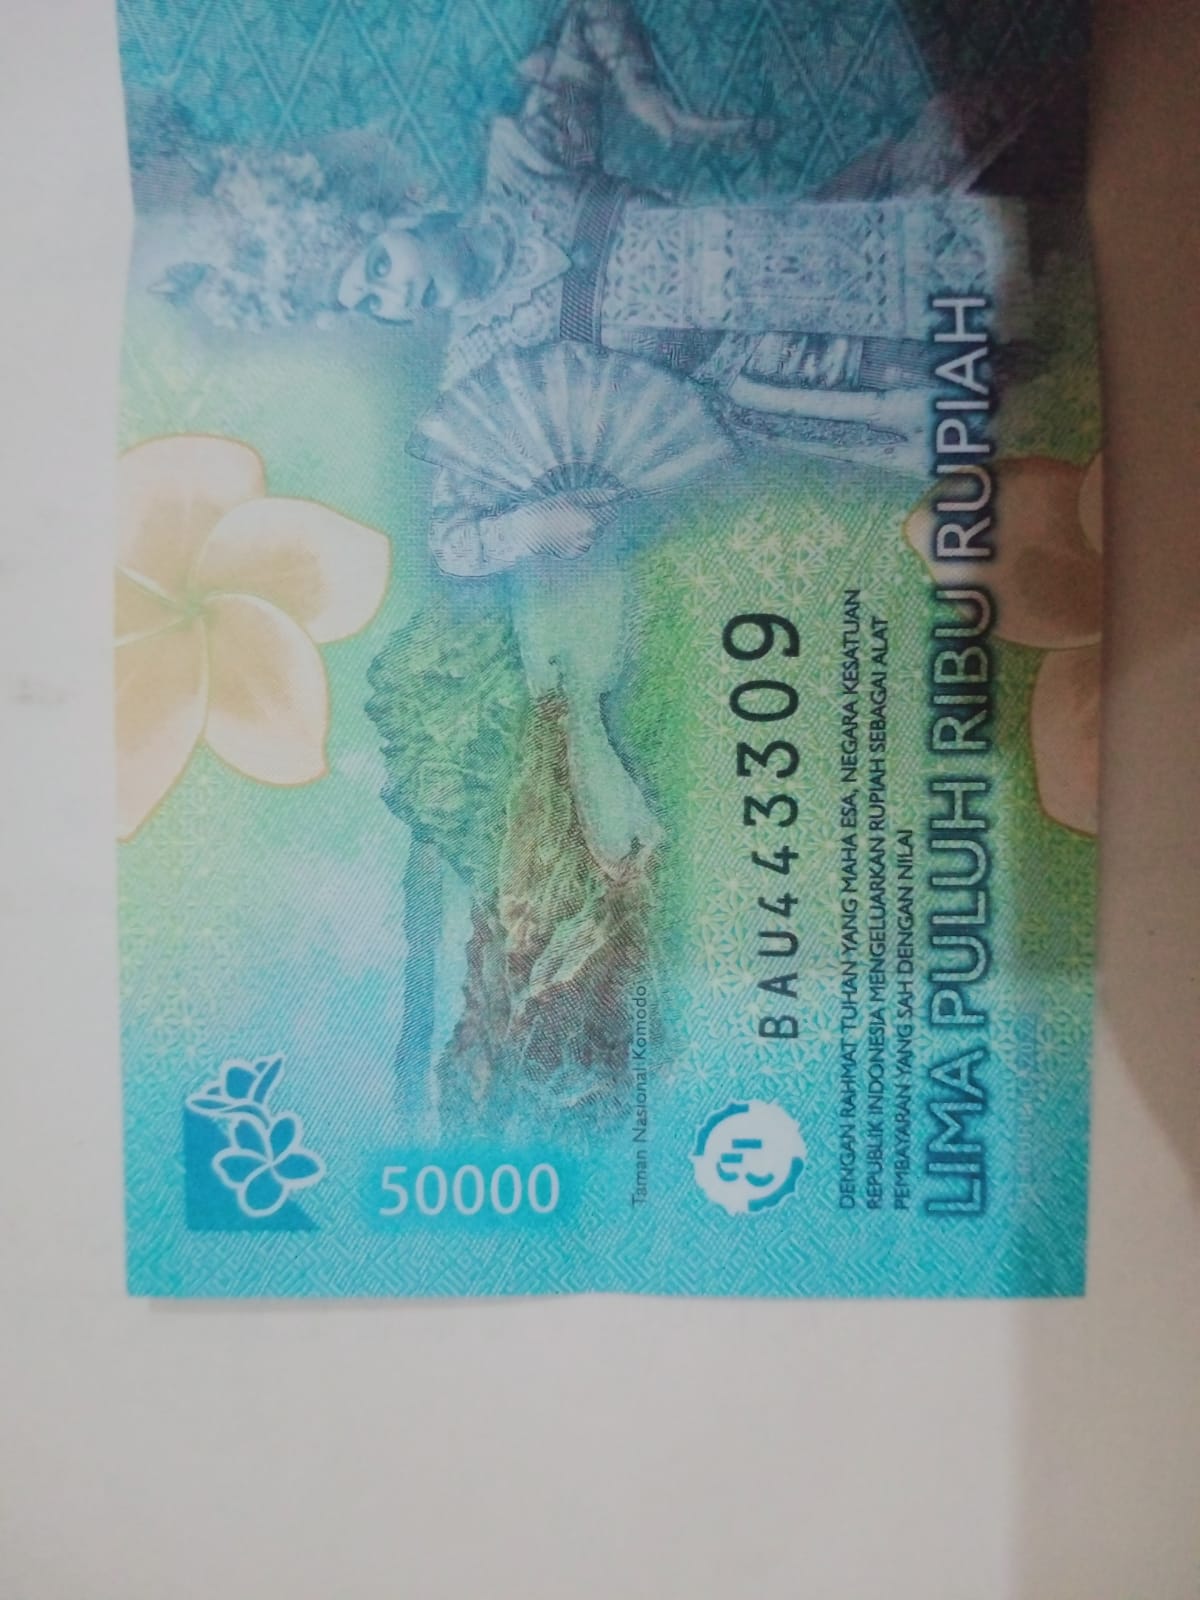 50000
Taman Nasional Komodo
BAU443309
DENGAN RAHMAT TUHAN YANG MAHA ESA, NEGARA KESATUAN
REPUBLIK INDONESIA MENGELUARKAN RUPIAH SEBAGAI ALAT
PEMBAYARAN YANG SAH DENGAN NILAI
LIMA PULUH RIBU RUPIAH